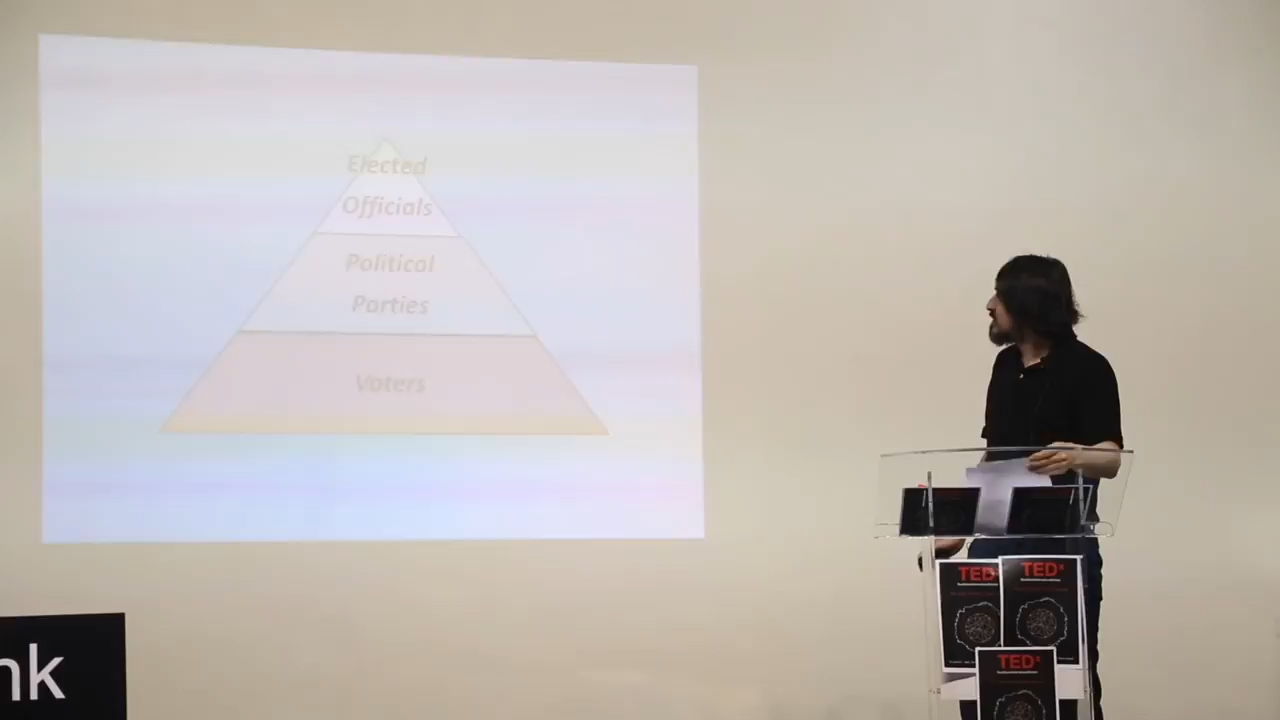 Elected
Officials
Political
Parties
Voters
nk
TEDx
TEDx
TEDx